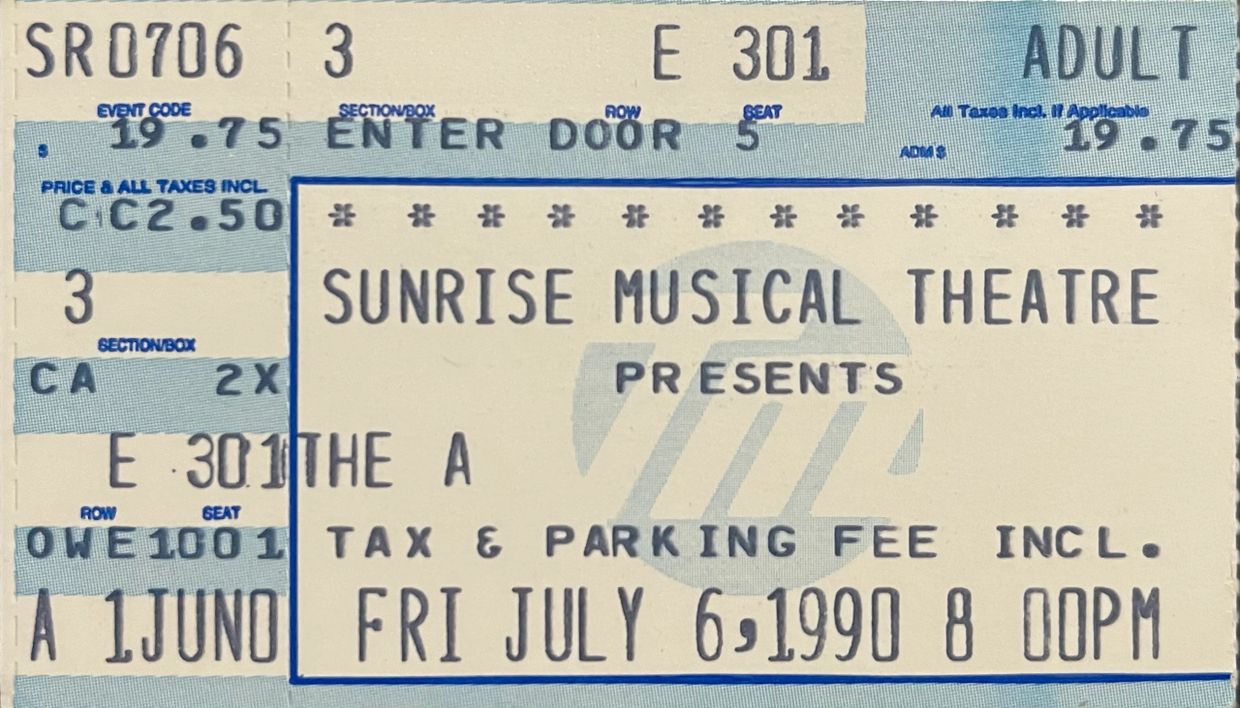 SR0706 3 E 301 ADULT
EVENT CODE SECTION/BOX ROW SEAT All Taxes Incl. If Applicable
$ 19.75 ENTER DOOR 5 ADM $ 19.75
PRICE & ALL TAXES INCL.
C C2.50 * * * * * * * * * * * *
3 SUNRISE MUSICAL THEATRE
SECTION/BOX
CA 2X PRESENTS
E 301 THE A
ROW SEAT
OWE1001 TAX & PARKING FEE INCL.
A 1JUN0 FRI JULY 6,1990 8 00PM